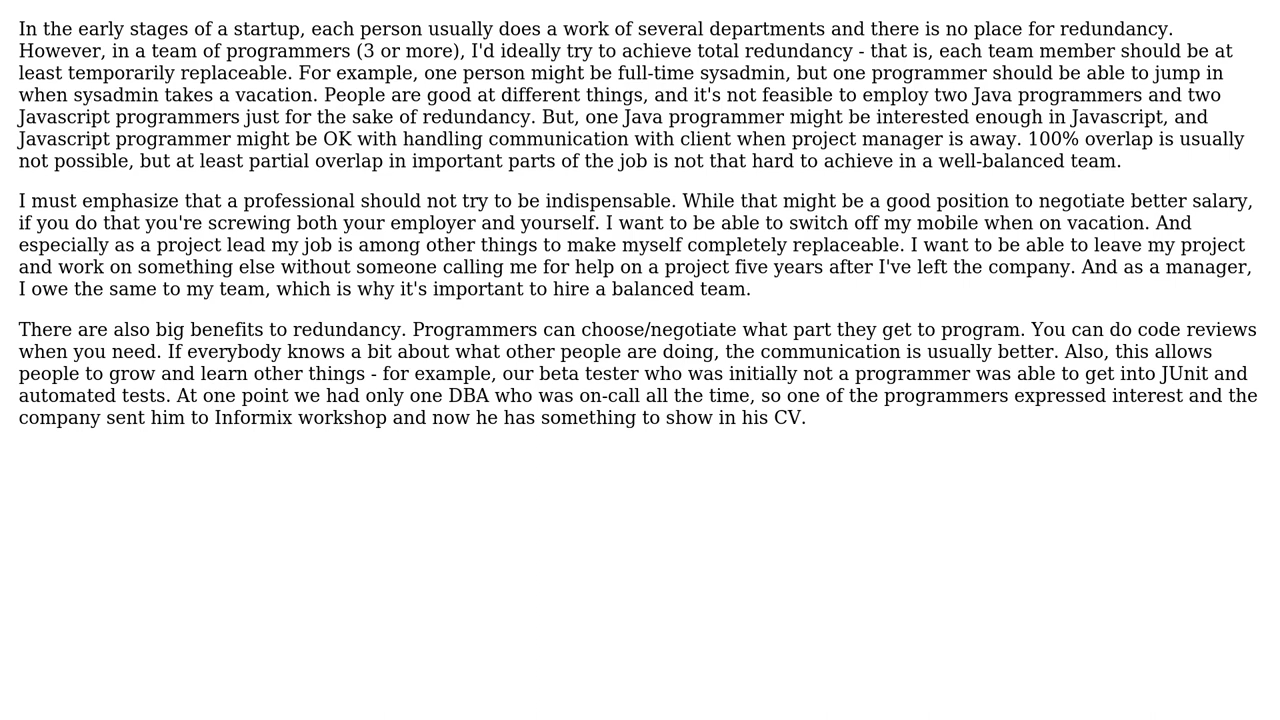 In the early stages of a startup, each person usually does a work of several departments and there is no place for redundancy.
However, in a team of programmers (3 or more), I'd ideally try to achieve total redundancy - that is, each team member should be at
least temporarily replaceable. For example, one person might be full-time sysadmin, but one programmer should be able to jump in
when sysadmin takes a vacation. People are good at different things, and it's not feasible to employ two Java programmers and two
Javascript programmers just for the sake of redundancy. But, one Java programmer might be interested enough in Javascript, and
Javascript programmer might be OK with handling communication with client when project manager is away. 100% overlap is usually
not possible, but at least partial overlap in important parts of the job is not that hard to achieve in a well-balanced team.
I must emphasize that a professional should not try to be indispensable. While that might be a good position to negotiate better salary,
if you do that you're screwing both your employer and yourself. I want to be able to switch off my mobile when on vacation. And
especially as a project lead my job is among other things to make myself completely replaceable. I want to be able to leave my project
and work on something else without someone calling me for help on a project five years after I've left the company. And as a manager,
I owe the same to my team, which is why it's important to hire a balanced team.
There are also big benefits to redundancy. Programmers can choose/negotiate what part they get to program. You can do code reviews
when you need. If everybody knows a bit about what other people are doing, the communication is usually better. Also, this allows
people to grow and learn other things - for example, our beta tester who was initially not a programmer was able to get into JUnit and
automated tests. At one point we had only one DBA who was on-call all the time, so one of the programmers expressed interest and the
company sent him to Informix workshop and now he has something to show in his CV.